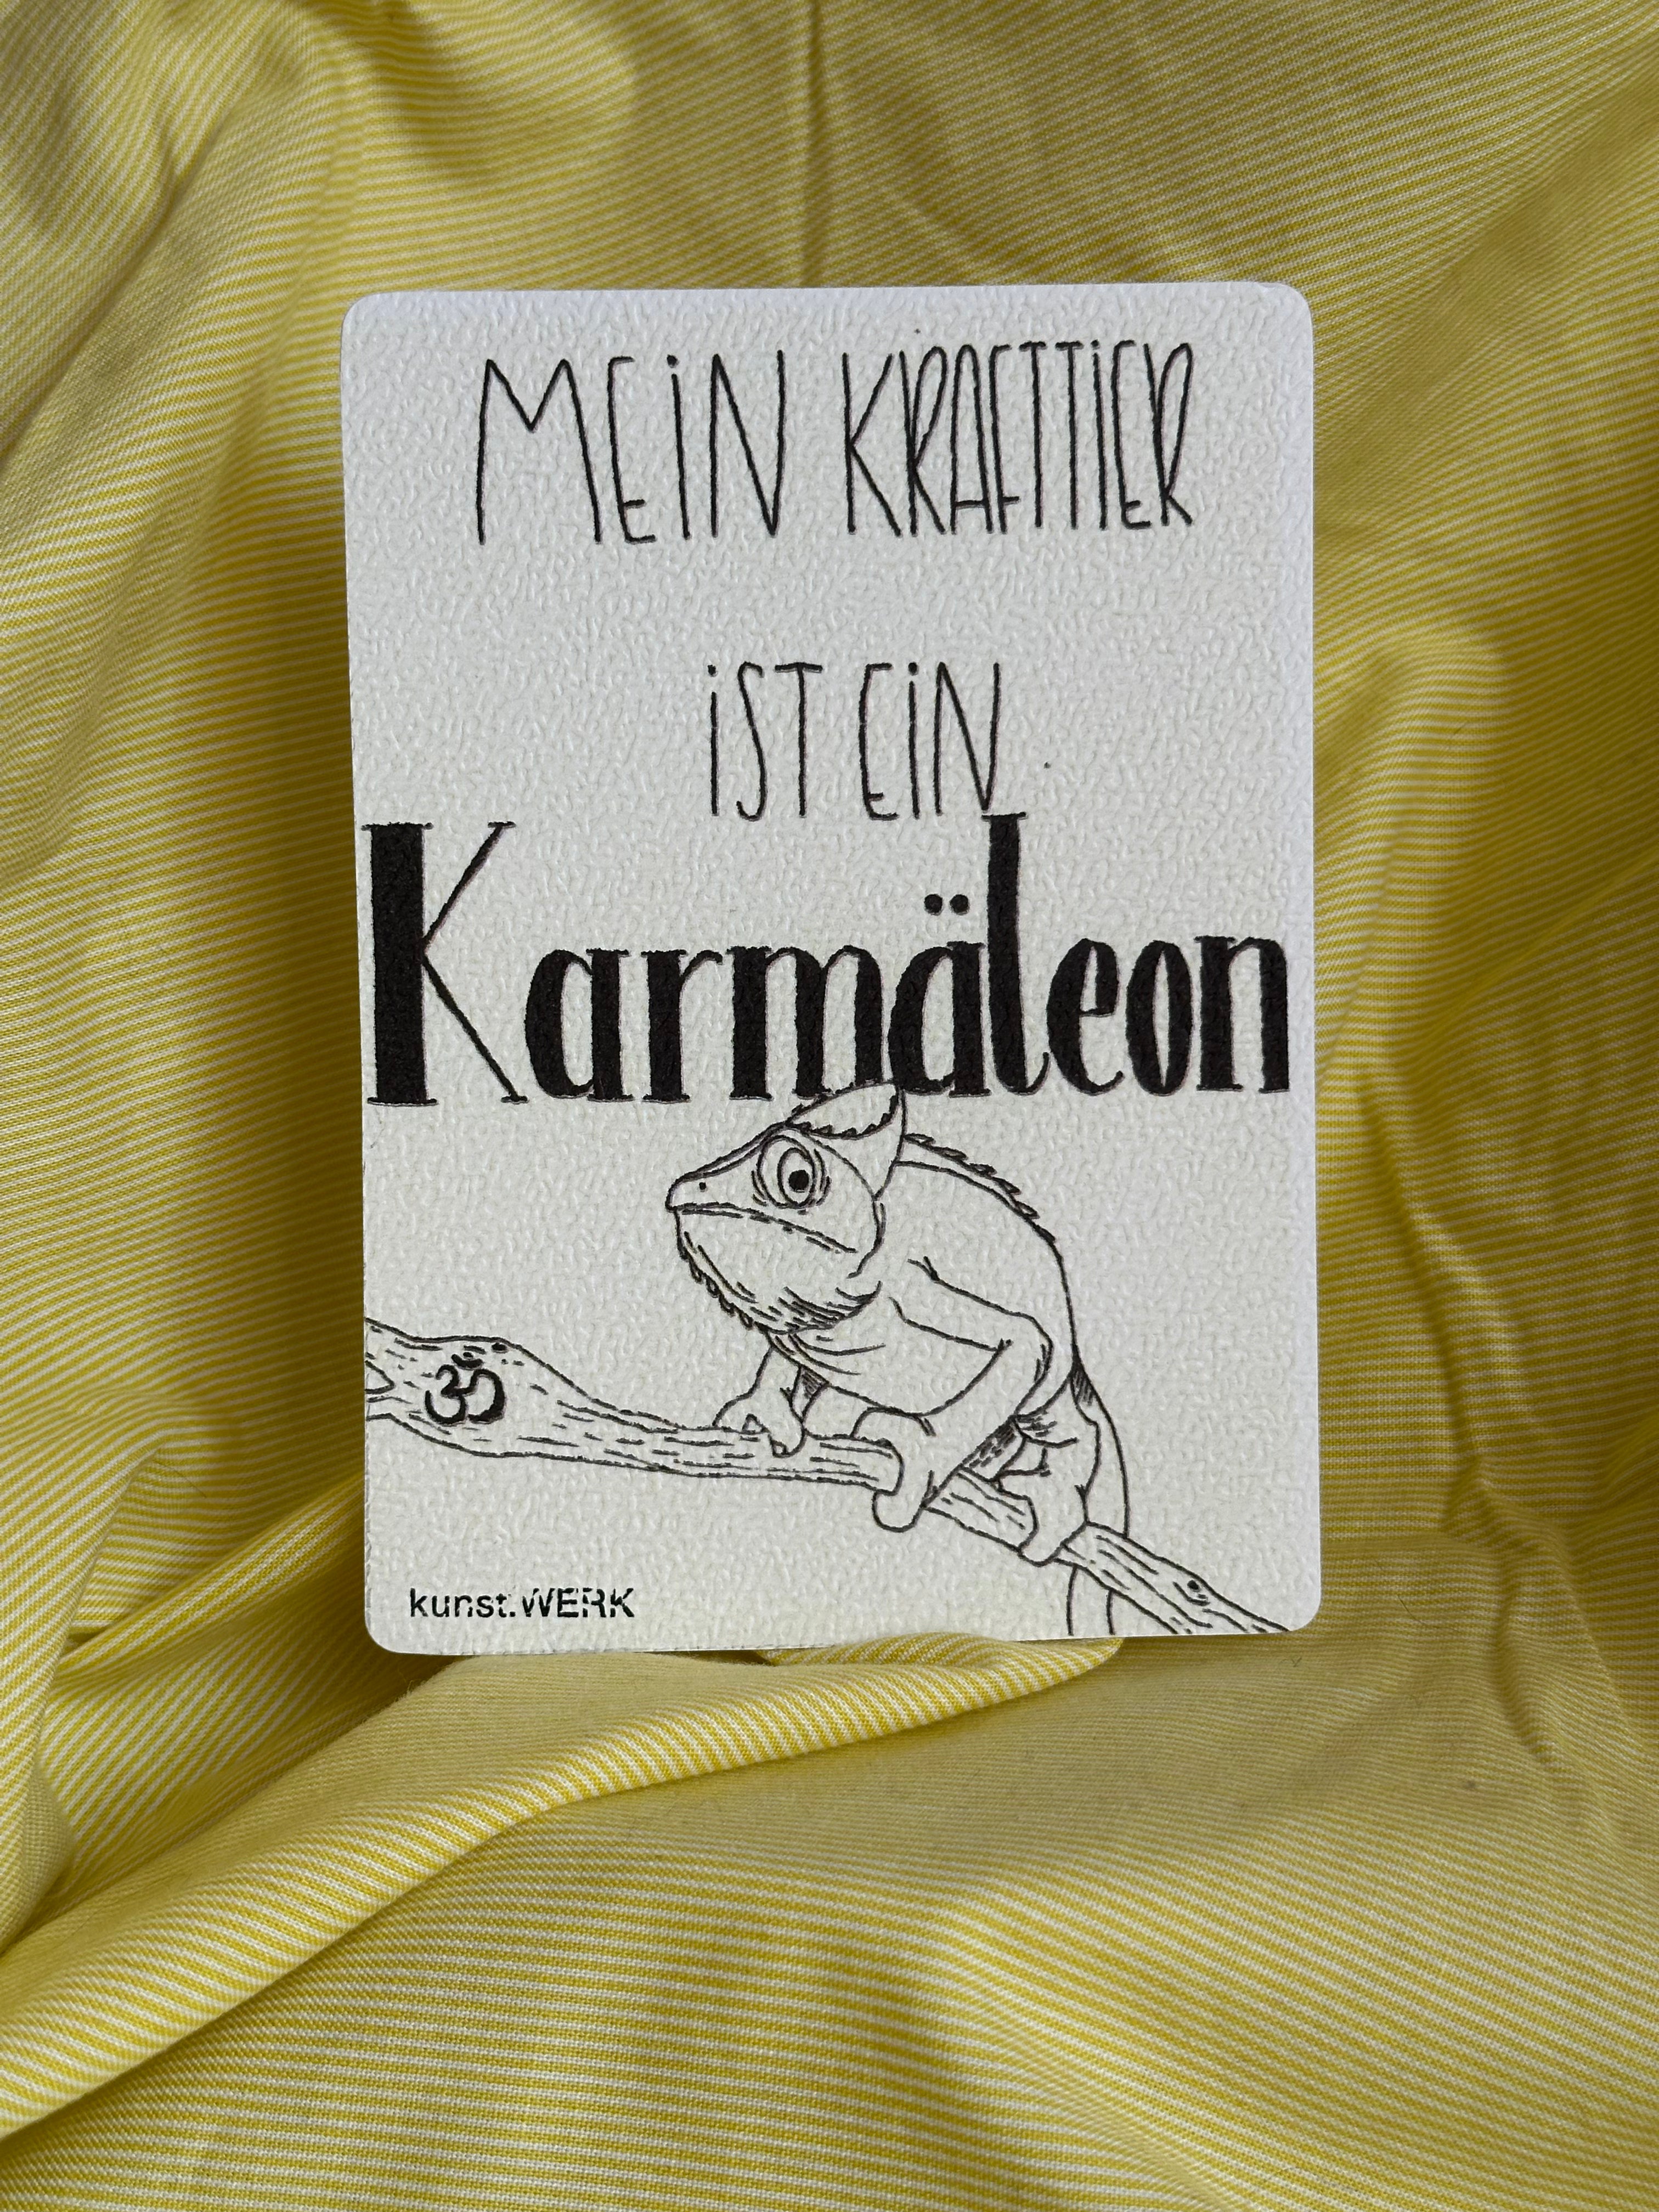 MEiN KRAFTTiER
iST EiN
Karmäleon
ॐ
kunst.WERK